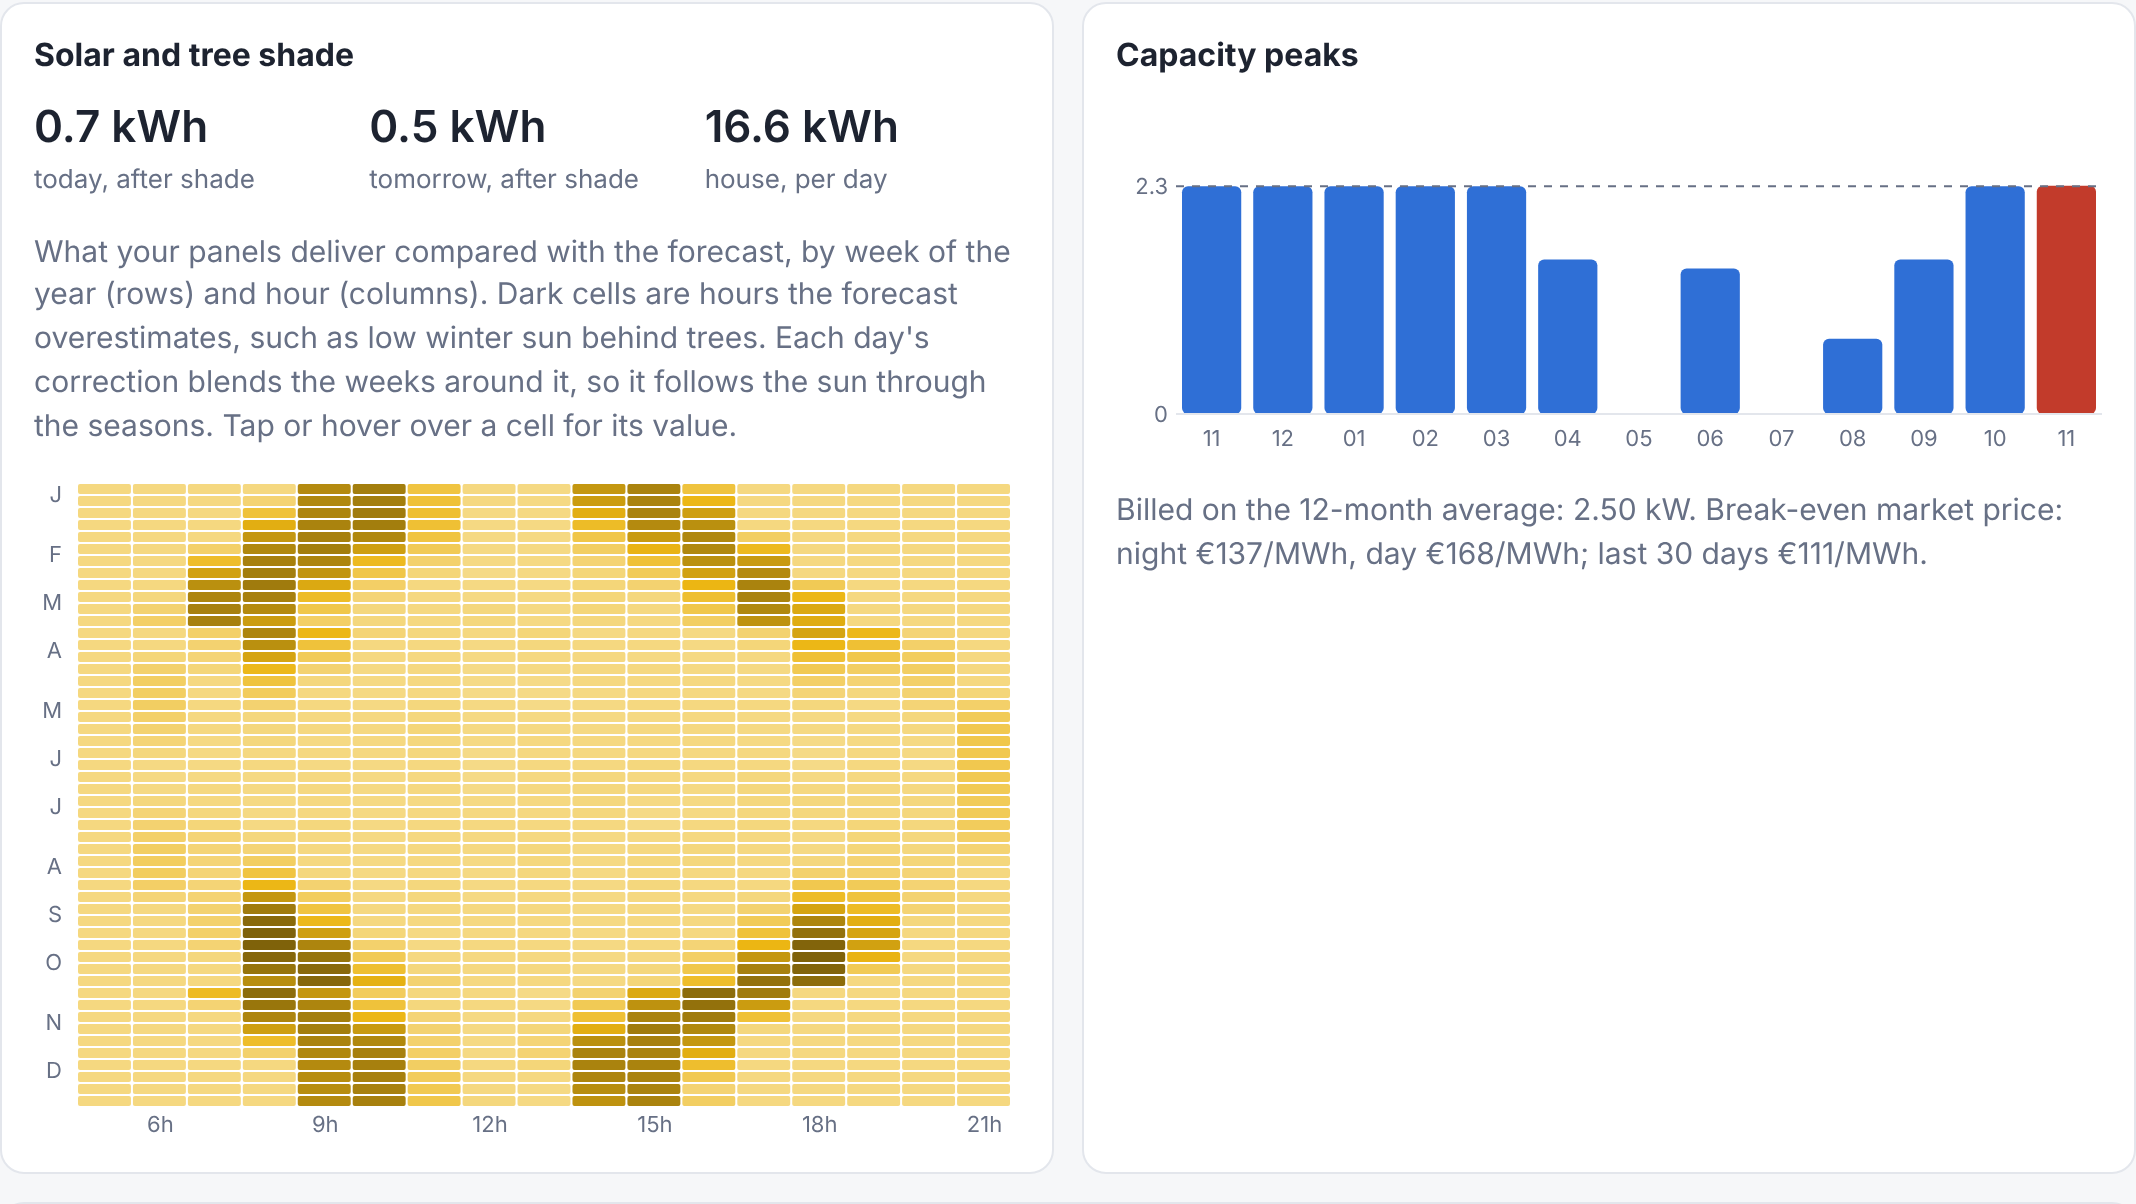 Solar and tree shade
0.7 kWh
0.5 kWh
16.6 kWh
today, after shade
tomorrow, after shade
house, per day
What your panels deliver compared with the forecast, by week of the
year (rows) and hour (columns). Dark cells are hours the forecast
overestimates, such as low winter sun behind trees. Each day's
correction blends the weeks around it, so it follows the sun through
the seasons. Tap or hover over a cell for its value.
J
F
M
A
M
J
J
A
S
O
N
D
6h 9h 12h 15h 18h 21h
Capacity peaks
2.3
0
11 12 01 02 03 04 05 06 07 08 09 10 11
Billed on the 12-month average: 2.50 kW. Break-even market price:
night €137/MWh, day €168/MWh; last 30 days €111/MWh.